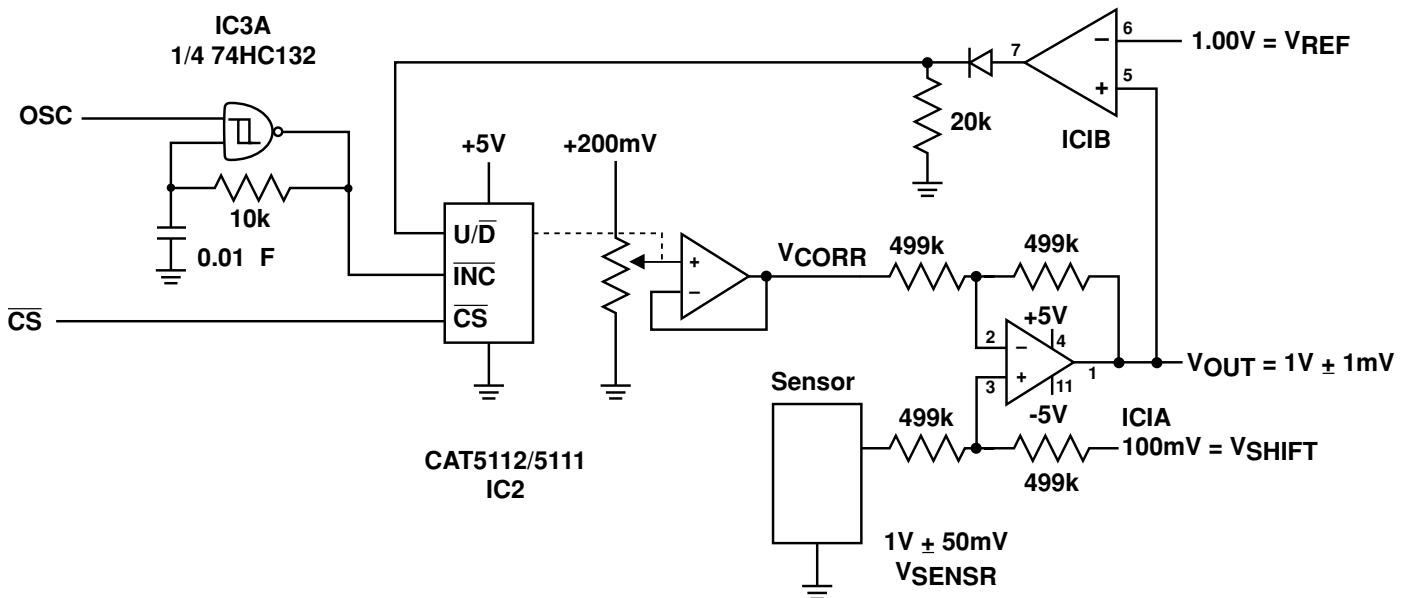 IC3A
1/4 74HC132
OSC
10k
0.01 F
CS
+5V
U/D
INC
CS
+200mV
+
−
VCORR
CAT5112/5111
IC2
499k
499k
7
−
6
+
5
1.00V = VREF
20k
ICIB
+5V
2
−
4
+
3
11
1
-5V
VOUT = 1V ± 1mV
Sensor
499k
499k
ICIA
100mV = VSHIFT
1V ± 50mV
VSENSR